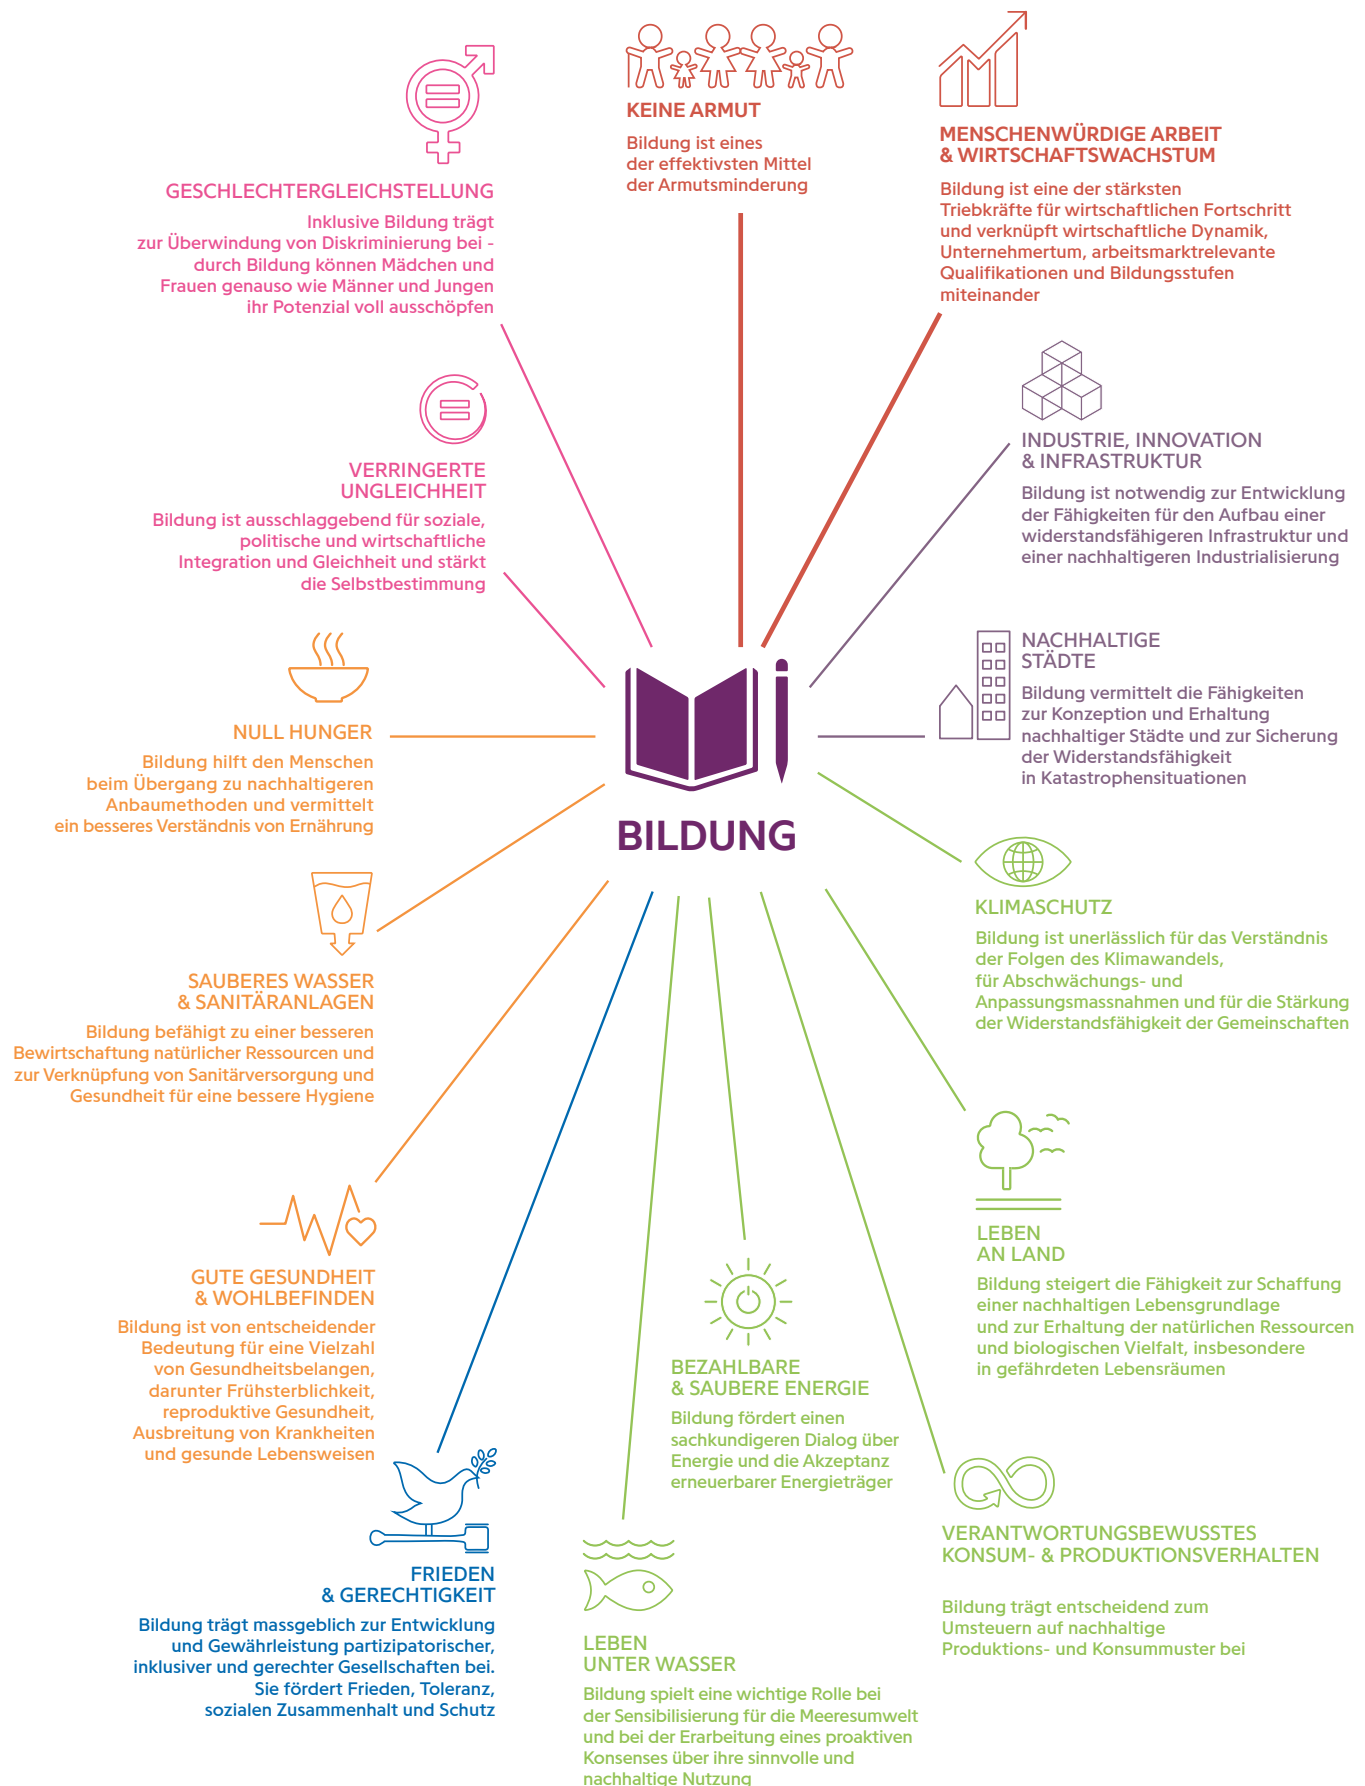 KEINE ARMUT
Bildung ist eines
der effektivsten Mittel
der Armutsminderung
MENSCHENWÜRDIGE ARBEIT
& WIRTSCHAFTSWACHSTUM
Bildung ist eine der stärksten
Triebkräfte für wirtschaftlichen Fortschritt
und verknüpft wirtschaftliche Dynamik,
Unternehmertum, arbeitsmarktrelevante
Qualifikationen und Bildungsstufen
miteinander
GESCHLECHTERGLEICHSTELLUNG
Inklusive Bildung trägt
zur Überwindung von Diskriminierung bei -
durch Bildung können Mädchen und
Frauen genauso wie Männer und Jungen
ihr Potenzial voll ausschöpfen
INDUSTRIE, INNOVATION
& INFRASTRUKTUR
Bildung ist notwendig zur Entwicklung
der Fähigkeiten für den Aufbau einer
widerstandsfähigeren Infrastruktur und
einer nachhaltigeren Industrialisierung
VERRINGERTE
UNGLEICHHEIT
Bildung ist ausschlaggebend für soziale,
politische und wirtschaftliche
Integration und Gleichheit und stärkt
die Selbstbestimmung
NACHHALTIGE
STÄDTE
Bildung vermittelt die Fähigkeiten
zur Konzeption und Erhaltung
nachhaltiger Städte und zur Sicherung
der Widerstandsfähigkeit
in Katastrophensituationen
NULL HUNGER
Bildung hilft den Menschen
beim Übergang zu nachhaltigeren
Anbaumethoden und vermittelt
ein besseres Verständnis von Ernährung
BILDUNG
KLIMASCHUTZ
Bildung ist unerlässlich für das Verständnis
der Folgen des Klimawandels,
für Abschwächungs- und
Anpassungsmassnahmen und für die Stärkung
der Widerstandsfähigkeit der Gemeinschaften
SAUBERES WASSER
& SANITÄRANLAGEN
Bildung befähigt zu einer besseren
Bewirtschaftung natürlicher Ressourcen und
zur Verknüpfung von Sanitärversorgung und
Gesundheit für eine bessere Hygiene
LEBEN
AN LAND
Bildung steigert die Fähigkeit zur Schaffung
einer nachhaltigen Lebensgrundlage
und zur Erhaltung der natürlichen Ressourcen
und biologischen Vielfalt, insbesondere
in gefährdeten Lebensräumen
GUTE GESUNDHEIT
& WOHLBEFINDEN
Bildung ist von entscheidender
Bedeutung für eine Vielzahl
von Gesundheitsbelangen,
darunter Frühsterblichkeit,
reproduktive Gesundheit,
Ausbreitung von Krankheiten
und gesunde Lebensweisen
BEZAHLBARE
& SAUBERE ENERGIE
Bildung fördert einen
sachkundigeren Dialog über
Energie und die Akzeptanz
erneuerbarer Energieträger
VERANTWORTUNGSBEWUSSTES
KONSUM- & PRODUKTIONSVERHALTEN
Bildung trägt entscheidend zum
Umsteuern auf nachhaltige
Produktions- und Konsummuster bei
FRIEDEN
& GERECHTIGKEIT
Bildung trägt massgeblich zur Entwicklung
und Gewährleistung partizipatorischer,
inklusiver und gerechter Gesellschaften bei.
Sie fördert Frieden, Toleranz,
sozialen Zusammenhalt und Schutz
LEBEN
UNTER WASSER
Bildung spielt eine wichtige Rolle bei
der Sensibilisierung für die Meeresumwelt
und bei der Erarbeitung eines proaktiven
Konsenses über ihre sinnvolle und
nachhaltige Nutzung